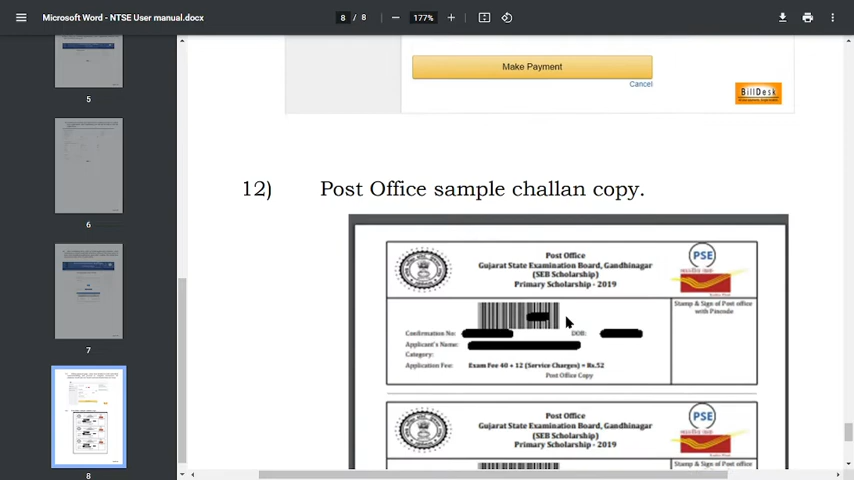 Microsoft Word - NTSE User manual.docx
8 / 8
177%
5
6
7
8
Make Payment
Cancel
BillDesk
12) Post Office sample challan copy.
Post Office
Gujarat State Examination Board, Gandhinagar
(SEB Scholarship)
Primary Scholarship - 2019
PSE
Stamp & Sign of Post office
with Pincode
Confirmation No:
DOB:
Applicant's Name:
Category:
Application Fee: Exam Fee 40 + 12 (Service Charges) = Rs.52
Post Office Copy
Post Office
Gujarat State Examination Board, Gandhinagar
(SEB Scholarship)
Primary Scholarship - 2019
PSE
Stamp & Sign of Post office